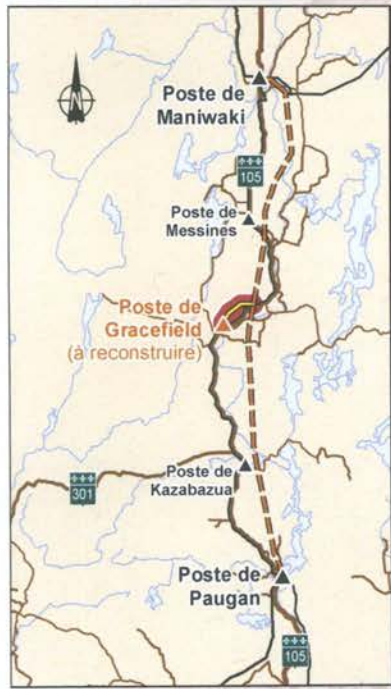 N
Poste de
Maniwaki
105
Poste de
Messines
Poste de
Gracefield
(à reconstruire)
301
Poste de
Kazabazua
Poste de
Paugan
105